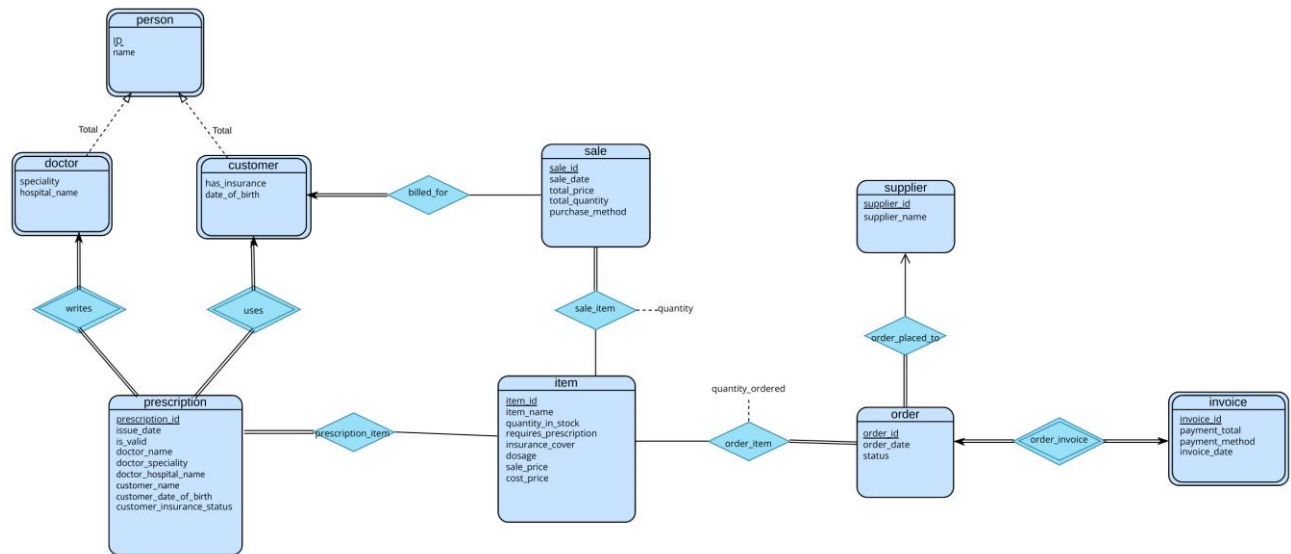 person
ID
name
Total
Total
doctor
speciality
hospital_name
customer
has_insurance
date_of_birth
billed_for
sale
sale_id
sale_date
total_price
total_quantity
purchase_method
supplier
supplier_id
supplier_name
writes
uses
sale_item
quantity
order_placed_to
prescription
prescription_id
issue_date
is_valid
doctor_name
doctor_speciality
doctor_hospital_name
customer_name
customer_date_of_birth
customer_insurance_status
prescription_item
item
item_id
item_name
quantity_in_stock
requires_prescription
insurance_cover
dosage
sale_price
cost_price
quantity_ordered
order_item
order
order_id
order_date
status
order_invoice
invoice
invoice_id
payment_total
payment_method
invoice_date